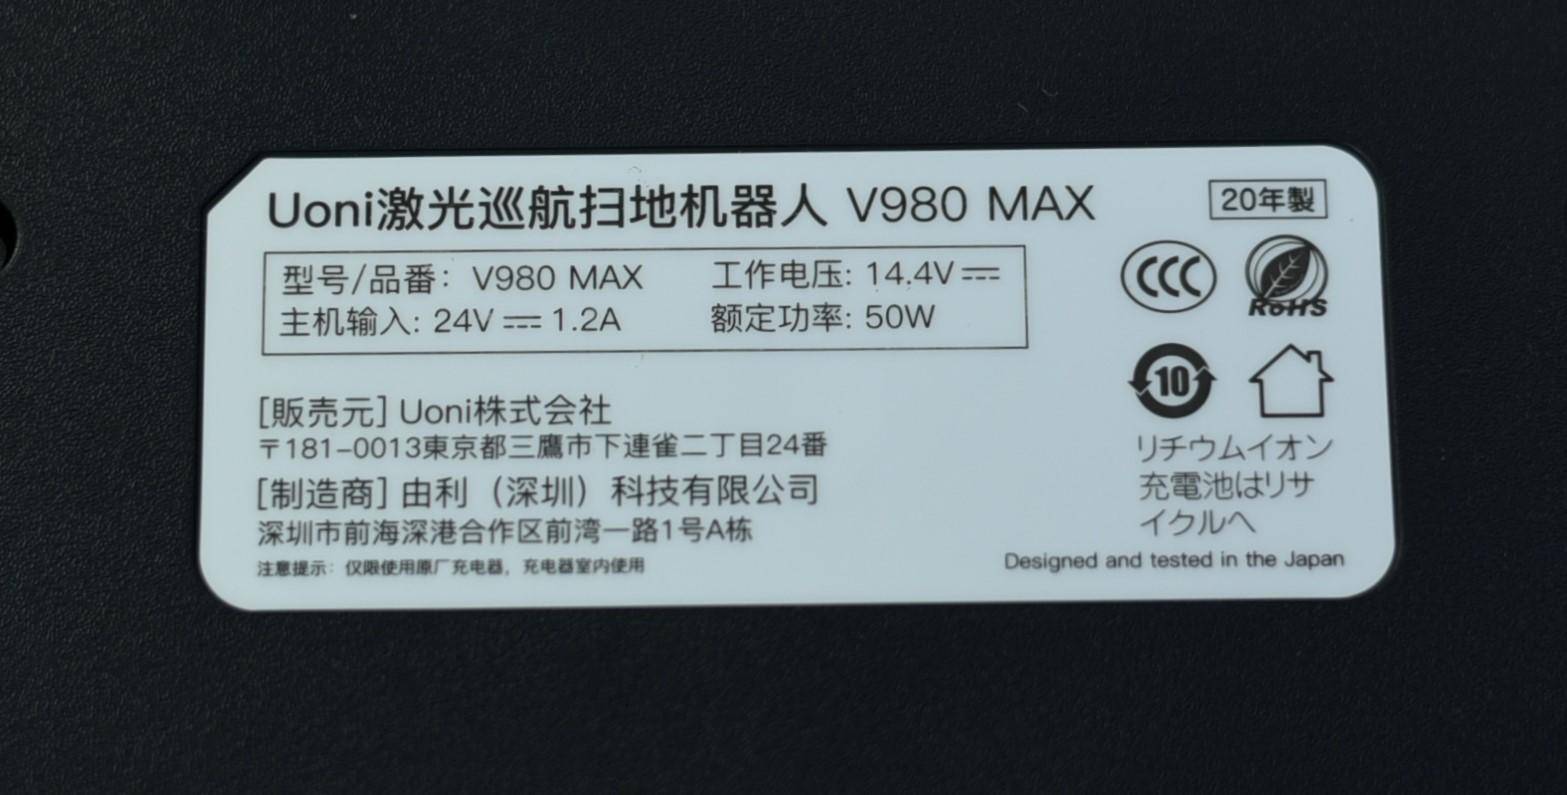 Uoni激光巡航扫地机器人 V980 MAX
20年製
型号/品番: V980 MAX
工作电压: 14.4V⎓
主机输入: 24V⎓1.2A
额定功率: 50W
CCC
RoHS
10
[販売元] Uoni株式会社
〒181-0013東京都三鷹市下連雀二丁目24番
[制造商] 由利（深圳）科技有限公司
深圳市前海深港合作区前湾一路1号A栋
注意提示: 仅限使用原厂充电器, 充电器室内使用
リチウムイオン
充電池はリサ
イクルへ
Designed and tested in the Japan